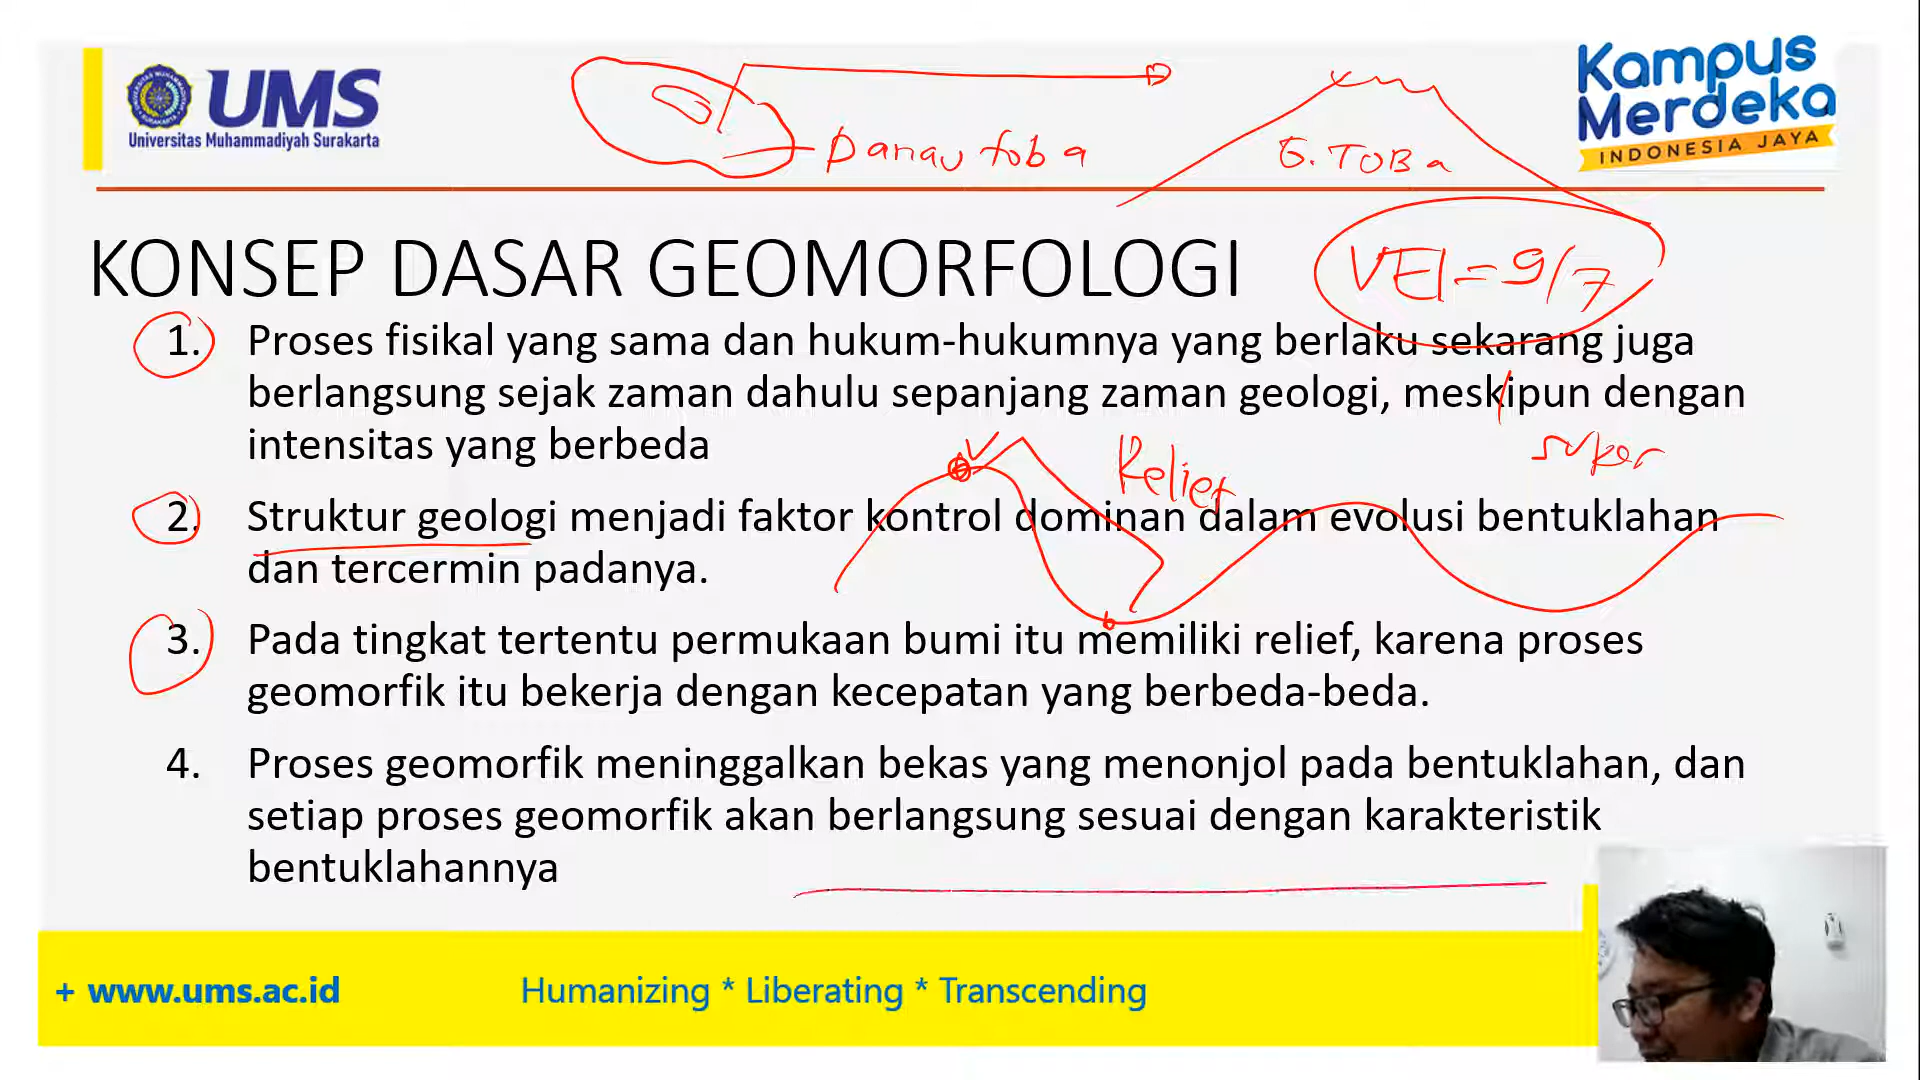 UMS
Universitas Muhammadiyah Surakarta
Danau toba
G. TOBa
Kampus
Merdeka
INDONESIA JAYA
KONSEP DASAR GEOMORFOLOGI
VEI = 9/7
1. Proses fisikal yang sama dan hukum-hukumnya yang berlaku sekarang juga
berlangsung sejak zaman dahulu sepanjang zaman geologi, meskipun dengan
intensitas yang berbeda
super
Relief
2. Struktur geologi menjadi faktor kontrol dominan dalam evolusi bentuklahan
dan tercermin padanya.
3. Pada tingkat tertentu permukaan bumi itu memiliki relief, karena proses
geomorfik itu bekerja dengan kecepatan yang berbeda-beda.
4. Proses geomorfik meninggalkan bekas yang menonjol pada bentuklahan, dan
setiap proses geomorfik akan berlangsung sesuai dengan karakteristik
bentuklahannya
+ www.ums.ac.id
Humanizing * Liberating * Transcending